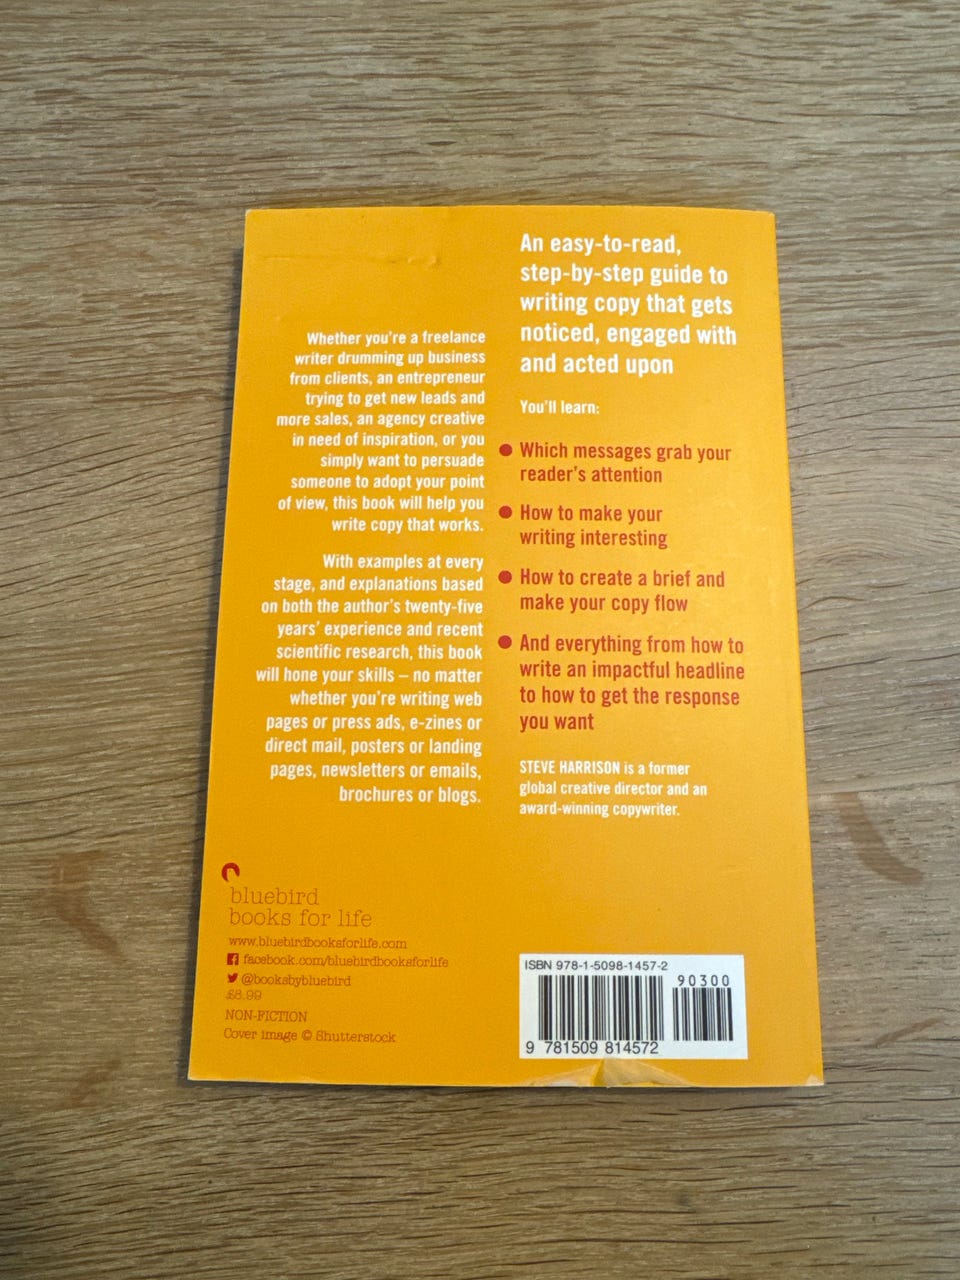 An easy-to-read,
step-by-step guide to
writing copy that gets
noticed, engaged with
and acted upon
Whether you're a freelance
writer drumming up business
from clients, an entrepreneur
trying to get new leads and
more sales, an agency creative
in need of inspiration, or you
simply want to persuade
someone to adopt your point
of view, this book will help you
write copy that works.
With examples at every
stage, and explanations based
on both the author's twenty-five
years' experience and recent
scientific research, this book
will hone your skills – no matter
whether you're writing web
pages or press ads, e-zines or
direct mail, posters or landing
pages, newsletters or emails,
brochures or blogs.
You'll learn:
Which messages grab your
reader's attention
How to make your
writing interesting
How to create a brief and
make your copy flow
And everything from how to
write an impactful headline
to how to get the response
you want
STEVE HARRISON is a former
global creative director and an
award-winning copywriter.
bluebird
books for life
www.bluebirdbooksforlife.com
facebook.com/bluebirdbooksforlife
@booksbybluebird
£8.99
NON-FICTION
Cover image © Shutterstock
ISBN 978-1-5098-1457-2
90300
9 781509 814572